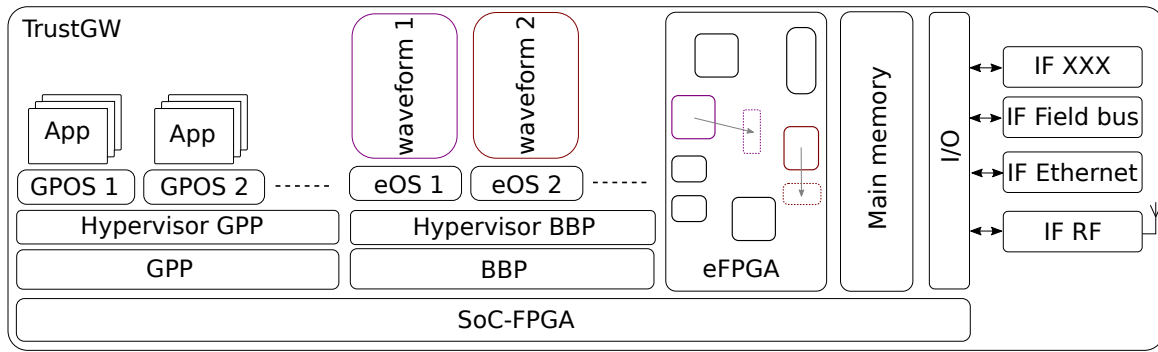 TrustGW
App
App
GPOS 1
GPOS 2
Hypervisor GPP
GPP
waveform 1
waveform 2
eOS 1
eOS 2
Hypervisor BBP
BBP
eFPGA
Main memory
I/O
IF XXX
IF Field bus
IF Ethernet
IF RF
SoC-FPGA